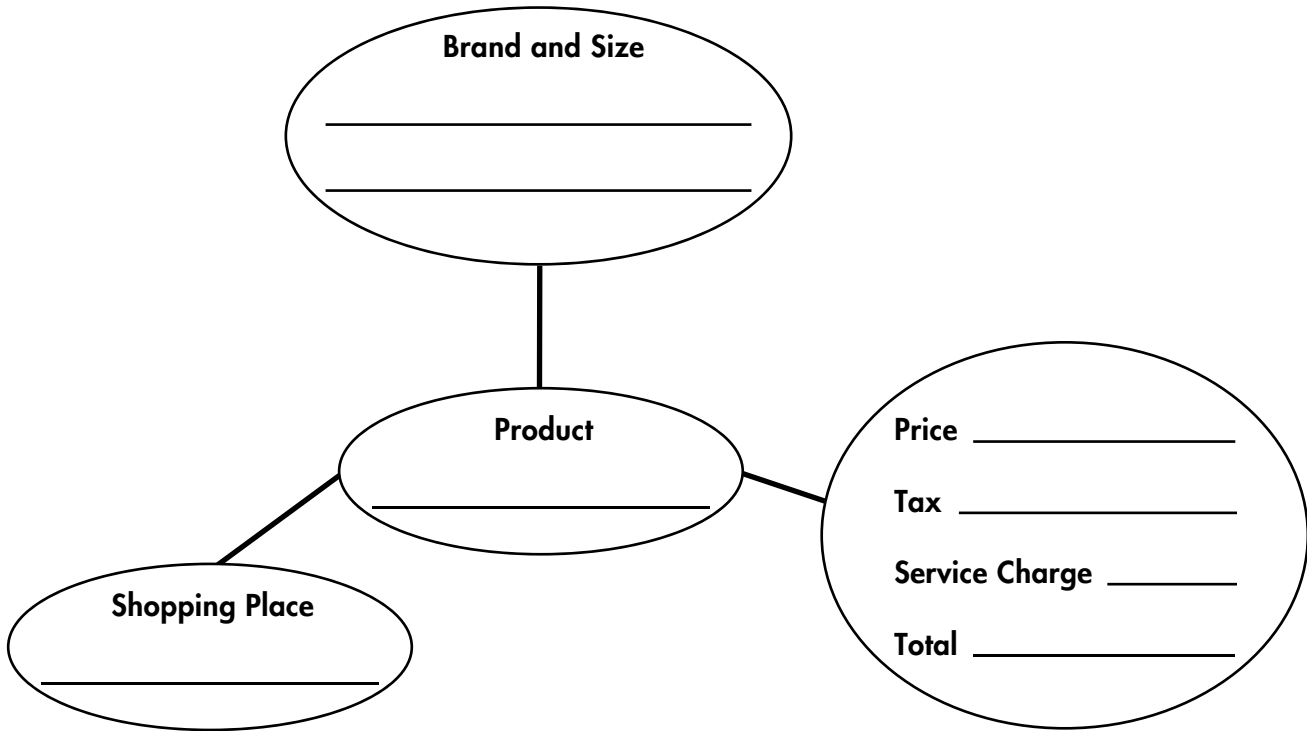 Brand and Size
Product
Price
Tax
Service Charge
Total
Shopping Place